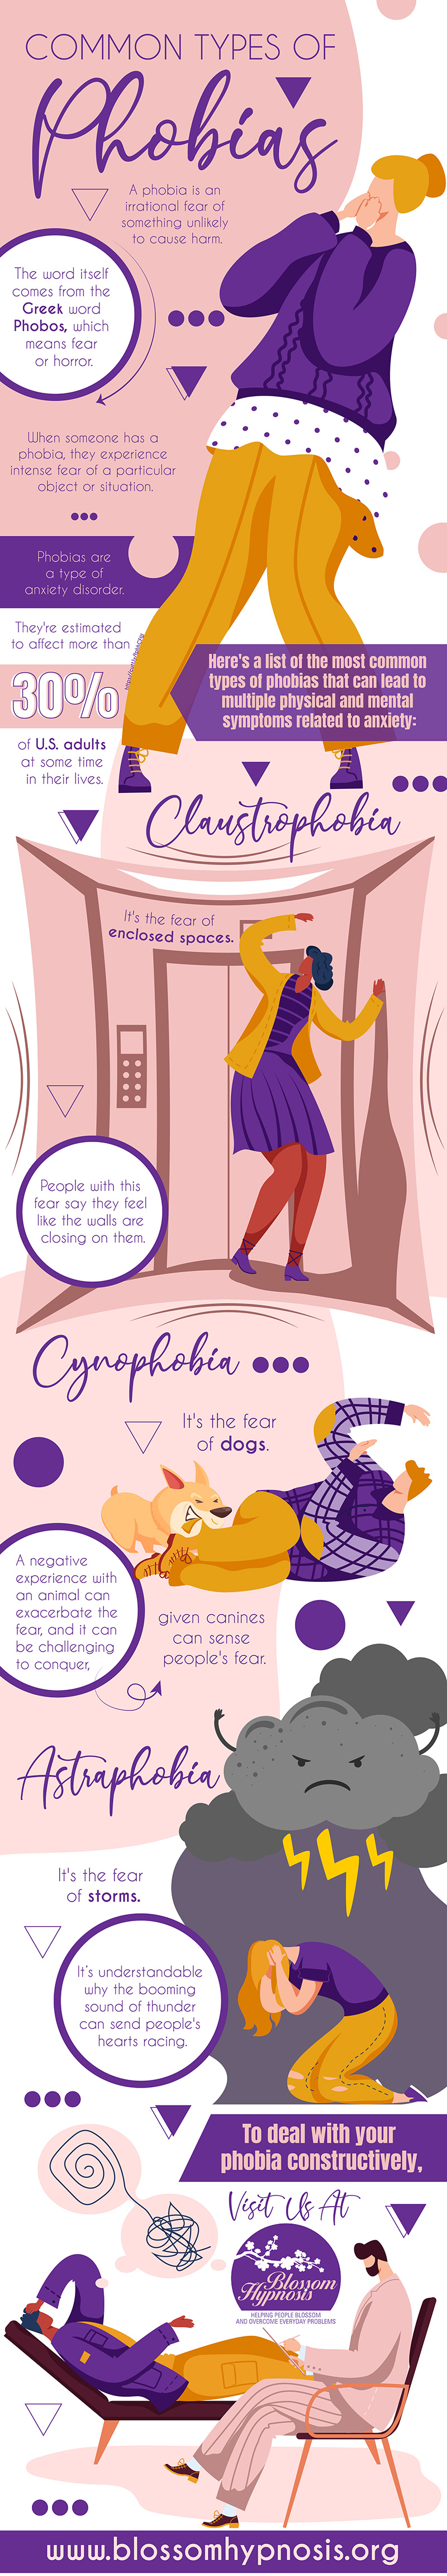 COMMON TYPES OF
Phobias
A phobia is an
irrational fear of
something unlikely
to cause harm.
The word itself
comes from the
Greek word
Phobos, which
means fear
or horror.
When someone has a
phobia, they experience
intense fear of a particular
object or situation.
Phobias are
a type of
anxiety disorder.
They're estimated
to affect more than
30%
of U.S. adults
at some time
in their lives.
Here's a list of the most common
types of phobias that can lead to
multiple physical and mental
symptoms related to anxiety:
Claustrophobia
It's the fear of
enclosed spaces.
People with this
fear say they feel
like the walls are
closing on them.
Cynophobia
It's the fear
of dogs.
A negative
experience with
an animal can
exacerbate the
fear, and it can
be challenging
to conquer,
given canines
can sense
people's fear.
Astraphobia
It's the fear
of storms.
It's understandable
why the booming
sound of thunder
can send people's
hearts racing.
To deal with your
phobia constructively,
Visit Us At
Blossom
Hypnosis
HELPING PEOPLE BLOSSOM
AND OVERCOME EVERYDAY PROBLEMS
www.blossomhypnosis.org